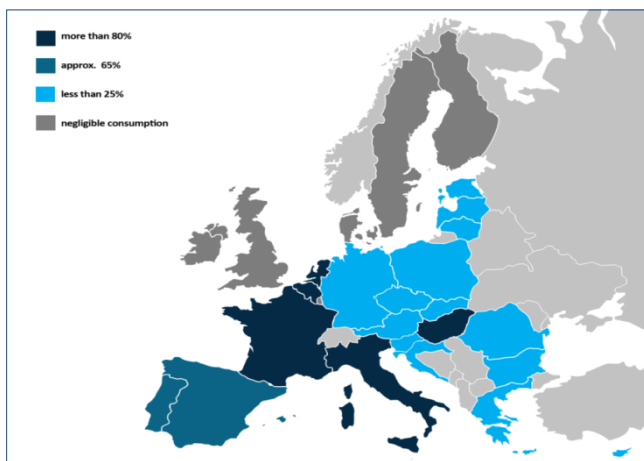 more than 80%
approx. 65%
less than 25%
negligible consumption